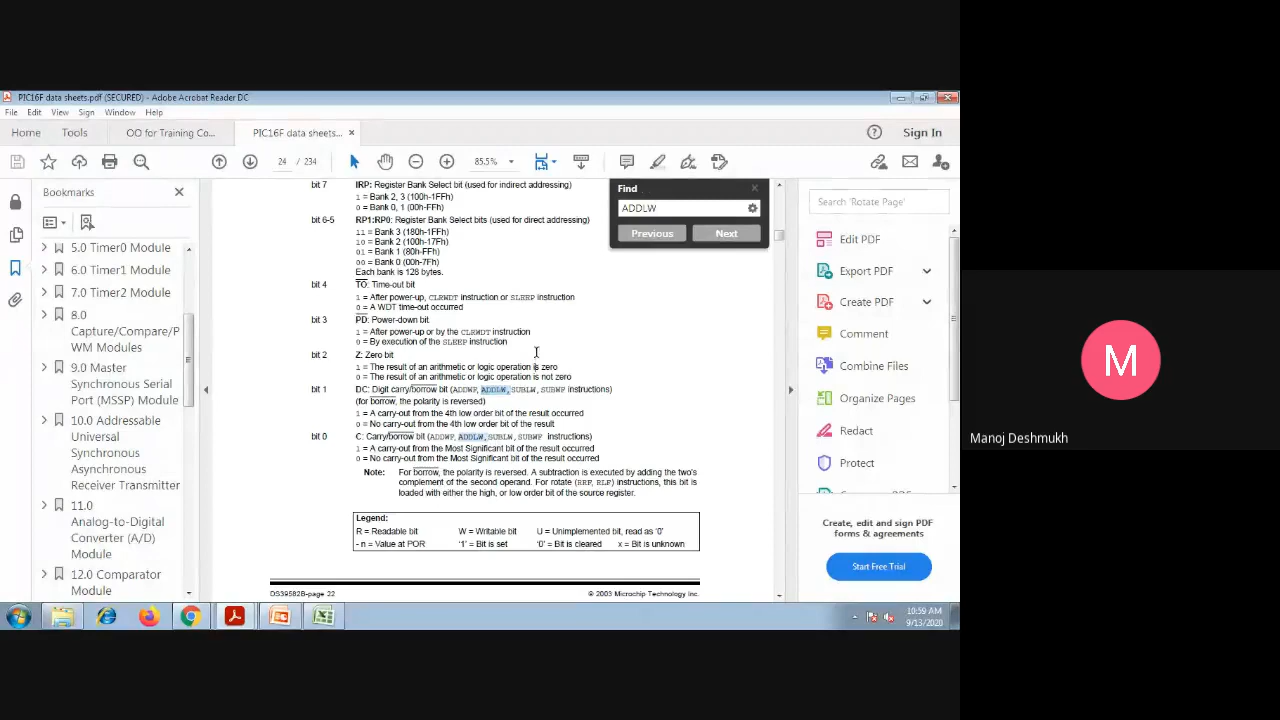 PIC16F data sheets.pdf (SECURED) - Adobe Acrobat Reader DC
File Edit View Sign Window Help
Home Tools OO for Training Co... PIC16F data sheets... × Sign In
24 / 234 85.5%
Bookmarks
5.0 Timer0 Module
6.0 Timer1 Module
7.0 Timer2 Module
8.0
Capture/Compare/P
WM Modules
9.0 Master
Synchronous Serial
Port (MSSP) Module
10.0 Addressable
Universal
Synchronous
Asynchronous
Receiver Transmitter
11.0
Analog-to-Digital
Converter (A/D)
Module
12.0 Comparator
Module
bit 7 IRP: Register Bank Select bit (used for indirect addressing)
1 = Bank 2, 3 (100h-1FFh)
0 = Bank 0, 1 (00h-FFh)
bit 6-5 RP1:RP0: Register Bank Select bits (used for direct addressing)
11 = Bank 3 (180h-1FFh)
10 = Bank 2 (100h-17Fh)
01 = Bank 1 (80h-FFh)
00 = Bank 0 (00h-7Fh)
Each bank is 128 bytes.
bit 4 TO: Time-out bit
1 = After power-up, CLRWDT instruction or SLEEP instruction
0 = A WDT time-out occurred
bit 3 PD: Power-down bit
1 = After power-up or by the CLRWDT instruction
0 = By execution of the SLEEP instruction
bit 2 Z: Zero bit
1 = The result of an arithmetic or logic operation is zero
0 = The result of an arithmetic or logic operation is not zero
bit 1 DC: Digit carry/borrow bit (ADDWF, ADDLW, SUBLW, SUBWF instructions)
(for borrow, the polarity is reversed)
1 = A carry-out from the 4th low order bit of the result occurred
0 = No carry-out from the 4th low order bit of the result
bit 0 C: Carry/borrow bit (ADDWF, ADDLW, SUBLW, SUBWF instructions)
1 = A carry-out from the Most Significant bit of the result occurred
0 = No carry-out from the Most Significant bit of the result occurred
Note: For borrow, the polarity is reversed. A subtraction is executed by adding the two's
complement of the second operand. For rotate (RRF, RLF) instructions, this bit is
loaded with either the high, or low order bit of the source register.
Legend:
R = Readable bit W = Writable bit U = Unimplemented bit, read as '0'
- n = Value at POR '1' = Bit is set '0' = Bit is cleared x = Bit is unknown
DS39582B-page 22 © 2003 Microchip Technology Inc.
Find
ADDLW
Previous Next
Search 'Rotate Page'
Edit PDF
Export PDF
Create PDF
Comment
Combine Files
Organize Pages
Redact
Protect
Create, edit and sign PDF
forms & agreements
Start Free Trial
10:59 AM
9/13/2020
M
Manoj Deshmukh